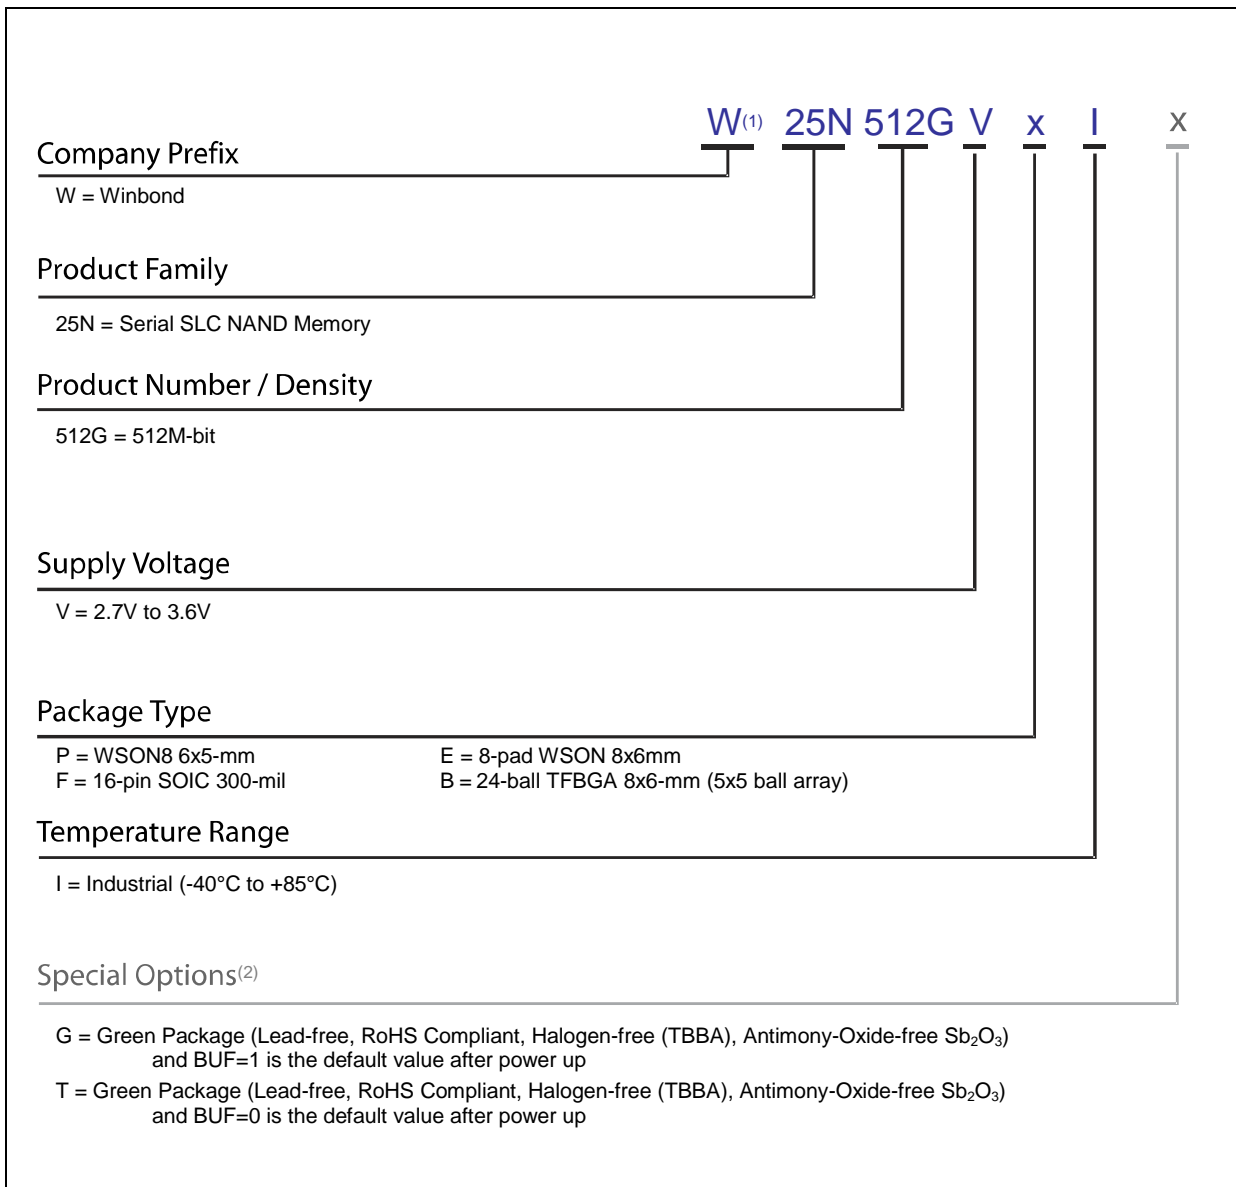 W(1) 25N 512G V x I x
Company Prefix
W = Winbond
Product Family
25N = Serial SLC NAND Memory
Product Number / Density
512G = 512M-bit
Supply Voltage
V = 2.7V to 3.6V
Package Type
P = WSON8 6x5-mm E = 8-pad WSON 8x6mm
F = 16-pin SOIC 300-mil B = 24-ball TFBGA 8x6-mm (5x5 ball array)
Temperature Range
I = Industrial (-40°C to +85°C)
Special Options(2)
G = Green Package (Lead-free, RoHS Compliant, Halogen-free (TBBA), Antimony-Oxide-free Sb₂O₃)
and BUF=1 is the default value after power up
T = Green Package (Lead-free, RoHS Compliant, Halogen-free (TBBA), Antimony-Oxide-free Sb₂O₃)
and BUF=0 is the default value after power up